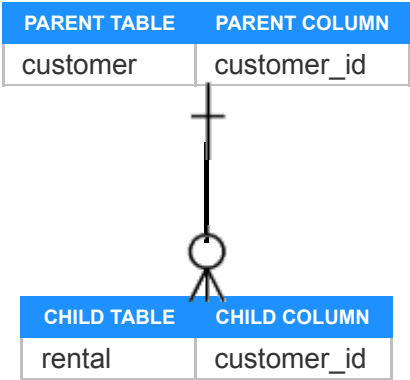 PARENT TABLE PARENT COLUMN
customer customer_id
CHILD TABLE CHILD COLUMN
rental customer_id